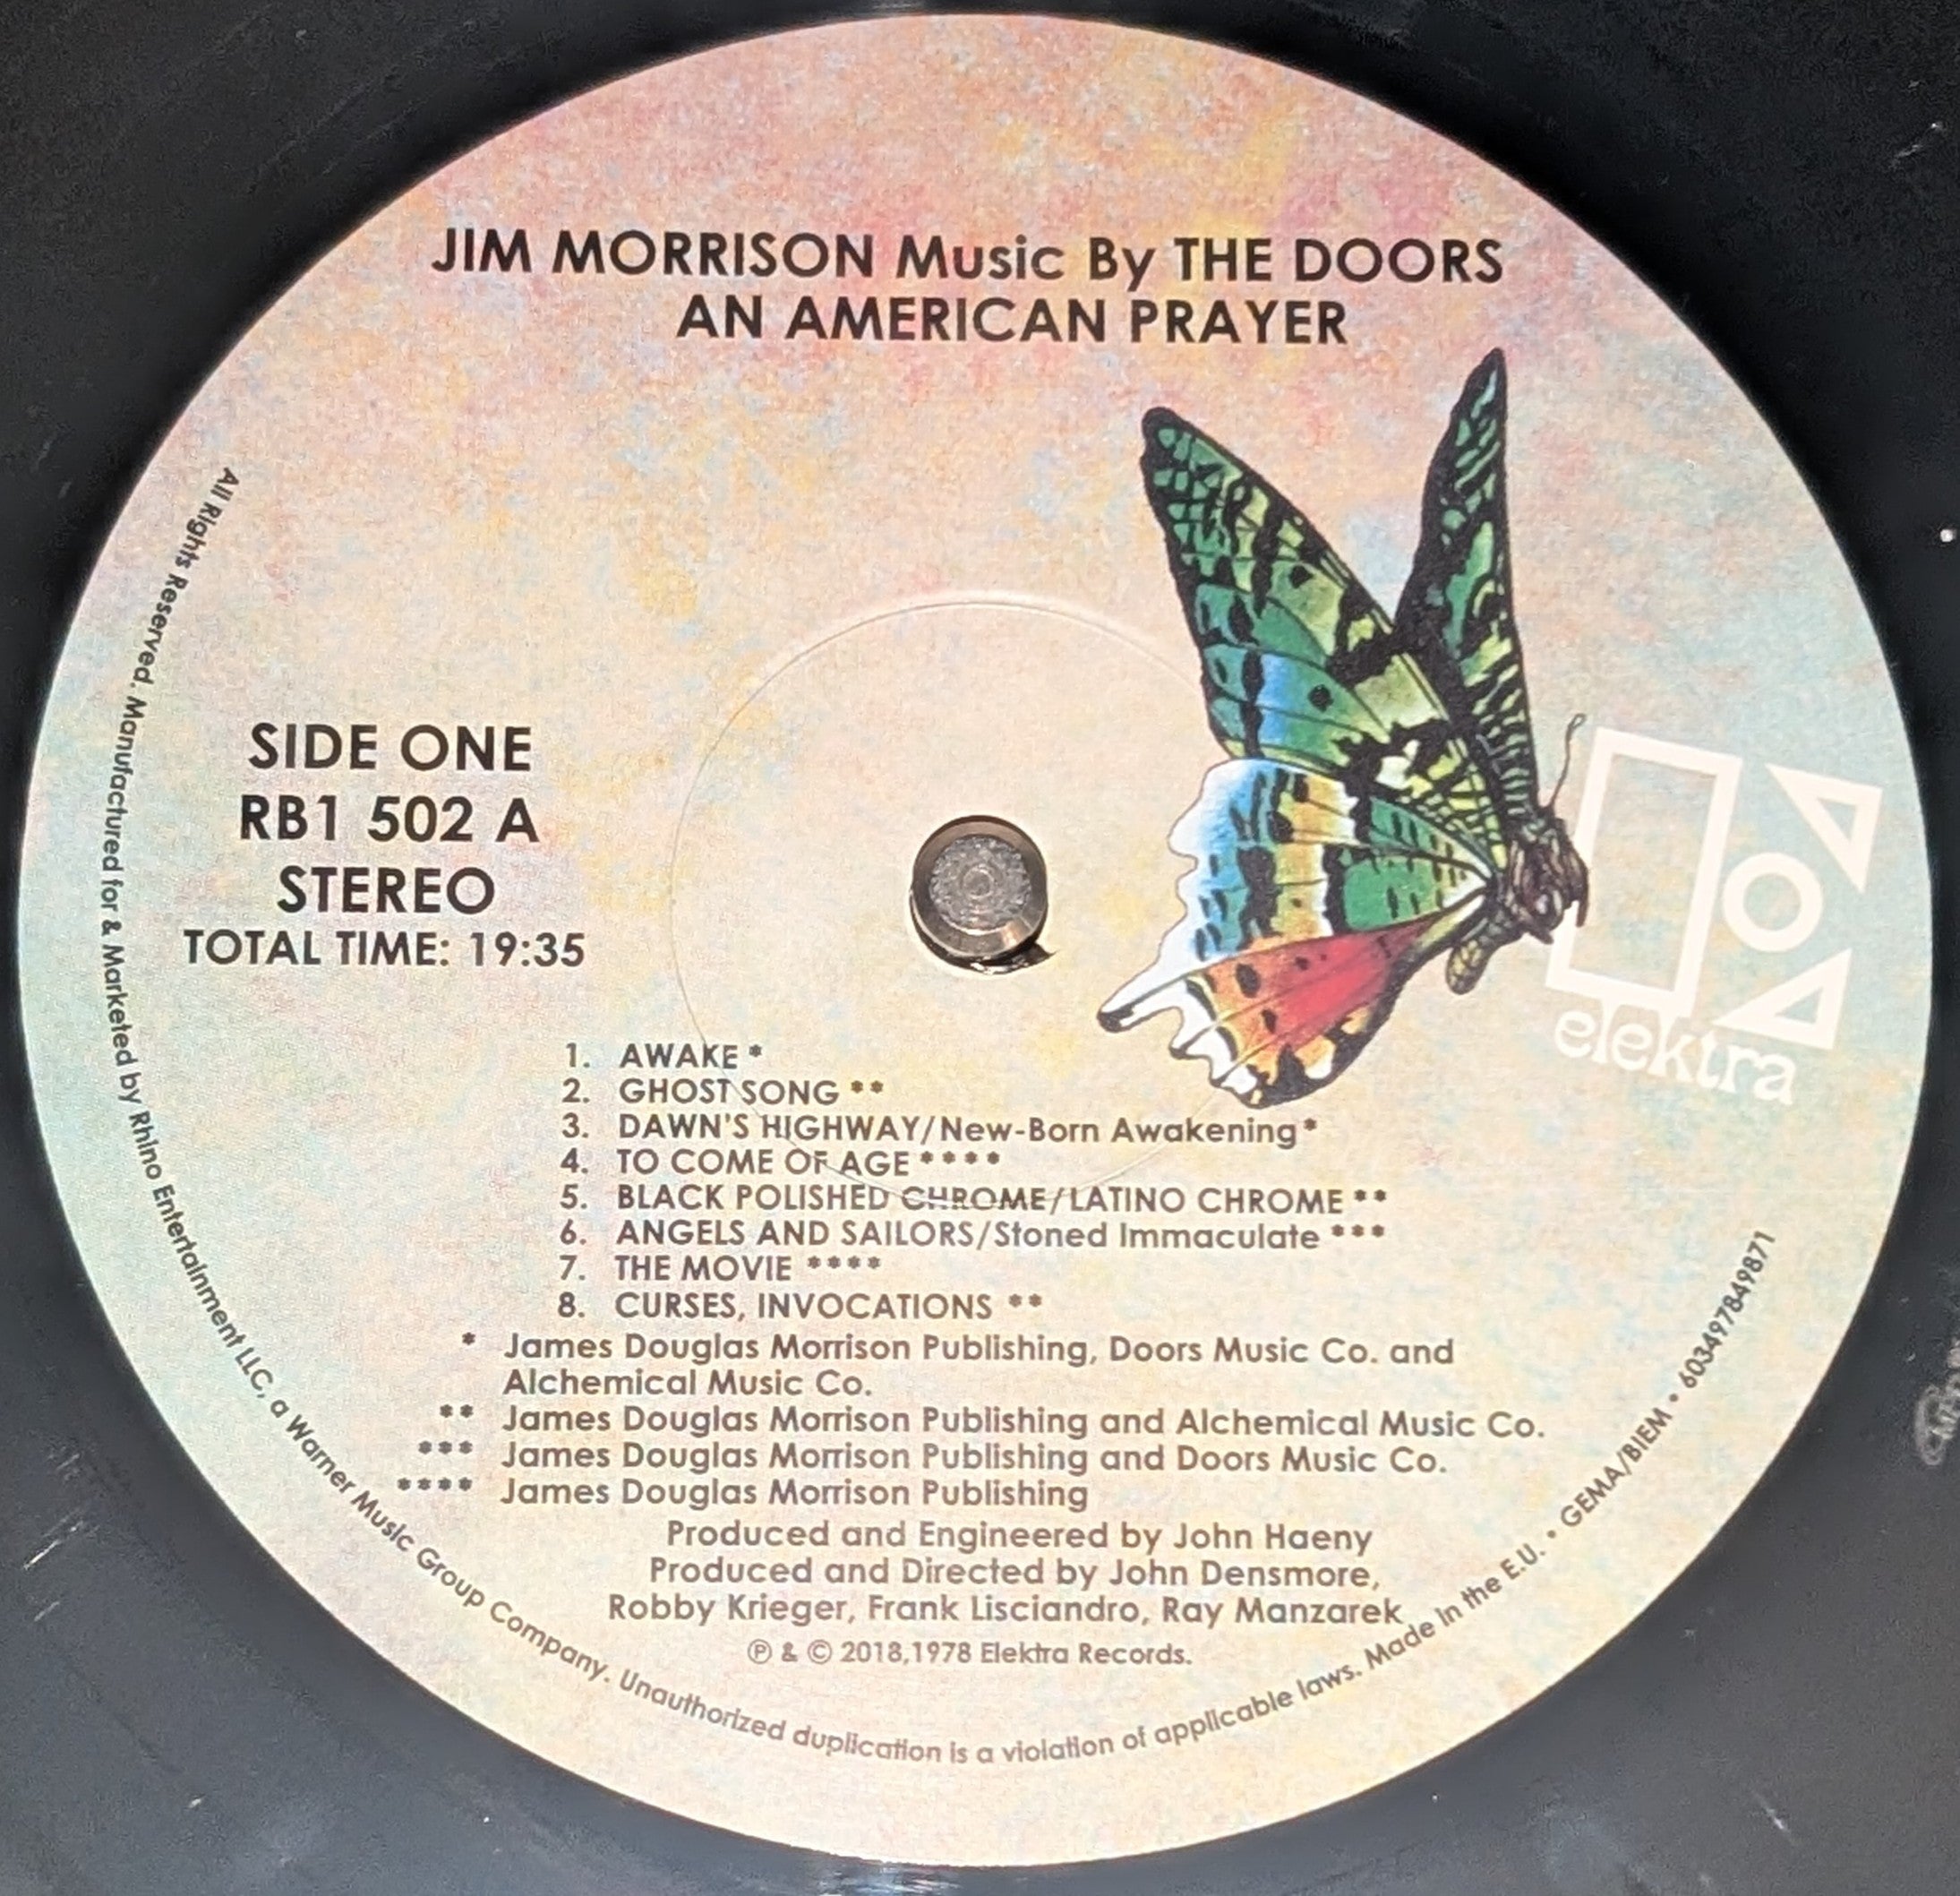 JIM MORRISON Music By THE DOORS
AN AMERICAN PRAYER
SIDE ONE
RB1 502 A
STEREO
TOTAL TIME: 19:35
elektra
1. AWAKE *
2. GHOST SONG **
3. DAWN'S HIGHWAY/New-Born Awakening*
4. TO COME OF AGE ****
5. BLACK POLISHED CHROME/LATINO CHROME **
6. ANGELS AND SAILORS/Stoned Immaculate ***
7. THE MOVIE ****
8. CURSES, INVOCATIONS **
* James Douglas Morrison Publishing, Doors Music Co. and
Alchemical Music Co.
** James Douglas Morrison Publishing and Alchemical Music Co.
*** James Douglas Morrison Publishing and Doors Music Co.
**** James Douglas Morrison Publishing
Produced and Engineered by John Haeny
Produced and Directed by John Densmore,
Robby Krieger, Frank Lisciandro, Ray Manzarek
℗ & © 2018,1978 Elektra Records.
All Rights Reserved. Manufactured for & Marketed by Rhino Entertainment LLC, a Warner Music Group Company. Unauthorized duplication is a violation of applicable laws. Made in the E.U. • GEMA/BIEM • 603497849871